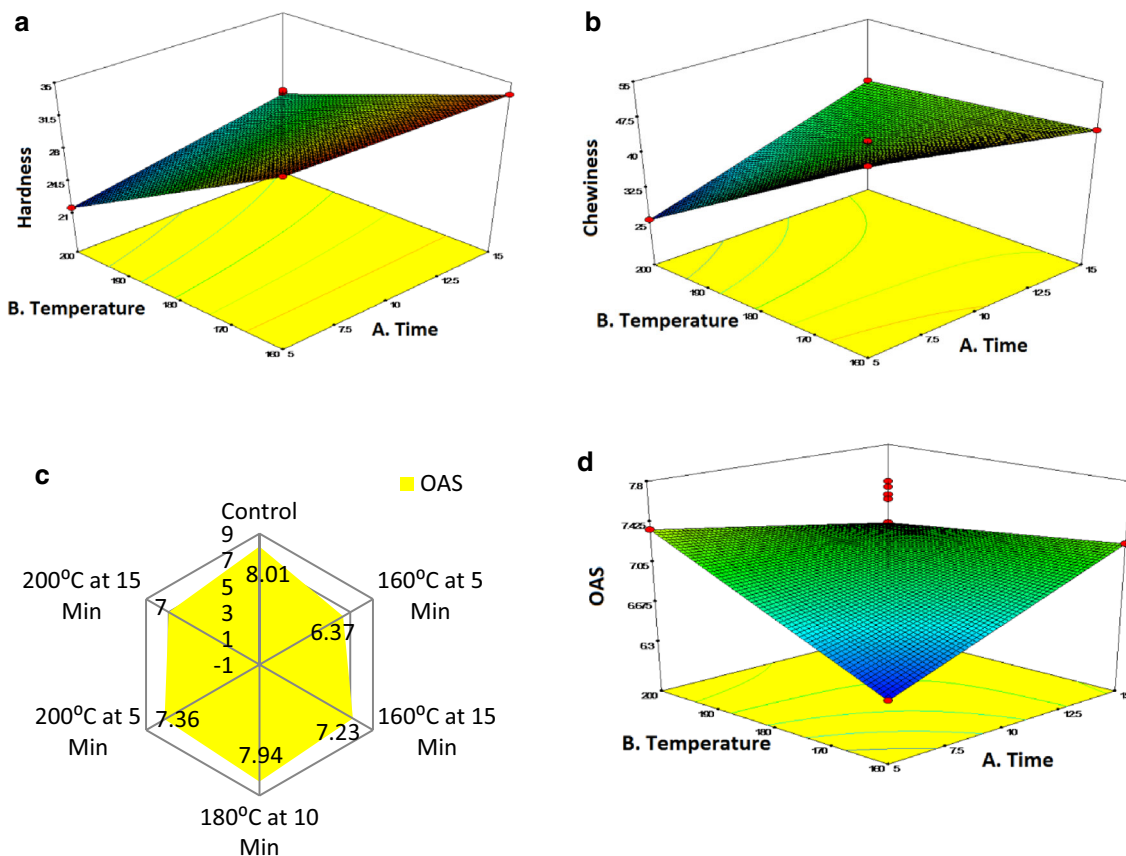 a
35
31.5
28
24.5
21
Hardness
200
190
180
170
160
B. Temperature
5
7.5
10
12.5
15
A. Time
b
55
47.5
40
32.5
25
Chewiness
200
190
180
170
160
B. Temperature
5
7.5
10
12.5
15
A. Time
c
OAS
Control
9
7
5
3
1
-1
8.01
160⁰C at 5
Min
6.37
160⁰C at 15
Min
7.23
180⁰C at 10
Min
7.94
200⁰C at 5
Min
7.36
200⁰C at 15
Min
7
d
7.8
7.425
7.05
6.675
6.3
OAS
200
190
180
170
160
B. Temperature
5
7.5
10
12.5
A. Time